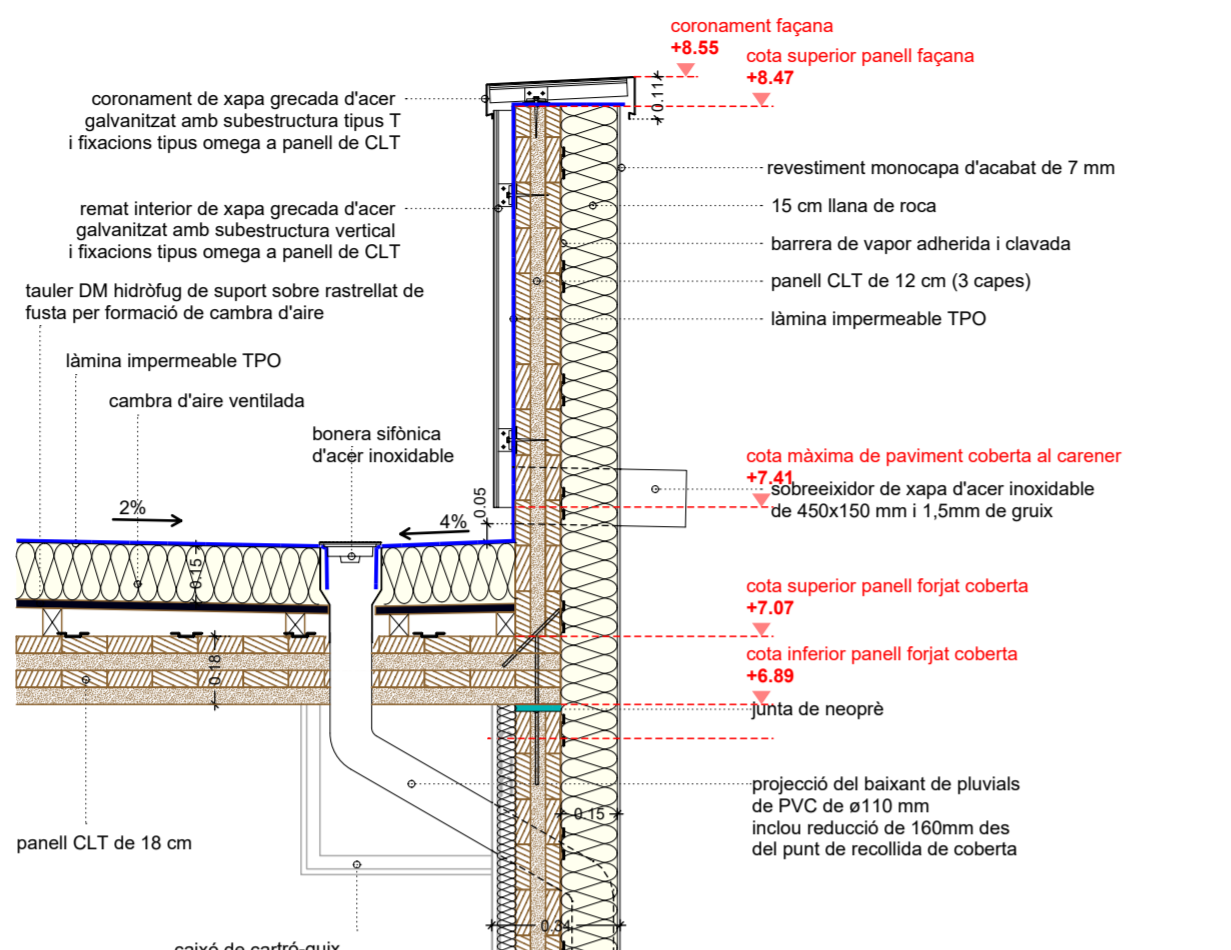 coronament façana
+8.55
cota superior panell façana
+8.47
0.11
coronament de xapa grecada d'acer
galvanitzat amb subestructura tipus T
i fixacions tipus omega a panell de CLT
revestiment monocapa d'acabat de 7 mm
15 cm llana de roca
remat interior de xapa grecada d'acer
galvanitzat amb subestructura vertical
i fixacions tipus omega a panell de CLT
barrera de vapor adherida i clavada
panell CLT de 12 cm (3 capes)
tauler DM hidròfug de suport sobre rastrellat de
fusta per formació de cambra d'aire
làmina impermeable TPO
làmina impermeable TPO
cambra d'aire ventilada
bonera sifònica
d'acer inoxidable
cota màxima de paviment coberta al carener
+7.41
sobreeixidor de xapa d'acer inoxidable
de 450x150 mm i 1,5mm de gruix
2%
4%
0.05
0.15
cota superior panell forjat coberta
+7.07
cota inferior panell forjat coberta
+6.89
0.18
junta de neoprè
projecció del baixant de pluvials
de PVC de ø110 mm
inclou reducció de 160mm des
del punt de recollida de coberta
0.15
panell CLT de 18 cm
0.34
caixó de cartró-guix